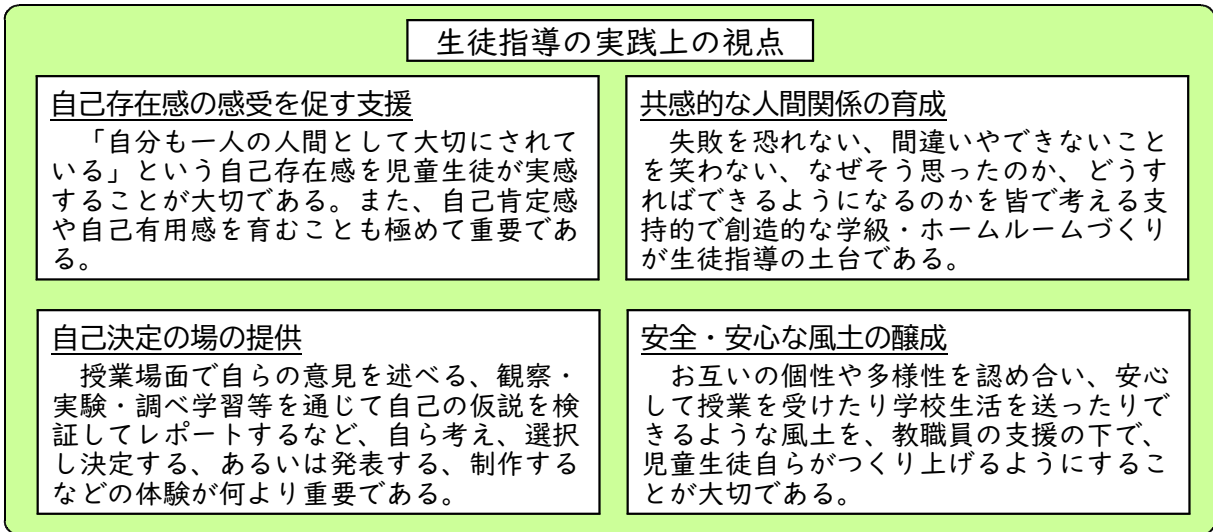 生徒指導の実践上の視点
自己存在感の感受を促す支援
「自分も一人の人間として大切にされて
いる」という自己存在感を児童生徒が実感
することが大切である。また、自己肯定感
や自己有用感を育むことも極めて重要であ
る。
共感的な人間関係の育成
失敗を恐れない、間違いやできないこと
を笑わない、なぜそう思ったのか、どうす
ればできるようになるのかを皆で考える支
持的で創造的な学級・ホームルームづくり
が生徒指導の土台である。
自己決定の場の提供
授業場面で自らの意見を述べる、観察・
実験・調べ学習等を通じて自己の仮説を検
証してレポートするなど、自ら考え、選択
し決定する、あるいは発表する、制作する
などの体験が何より重要である。
安全・安心な風土の醸成
お互いの個性や多様性を認め合い、安心
して授業を受けたり学校生活を送ったりで
きるような風土を、教職員の支援の下で、
児童生徒自らがつくり上げるようにするこ
とが大切である。